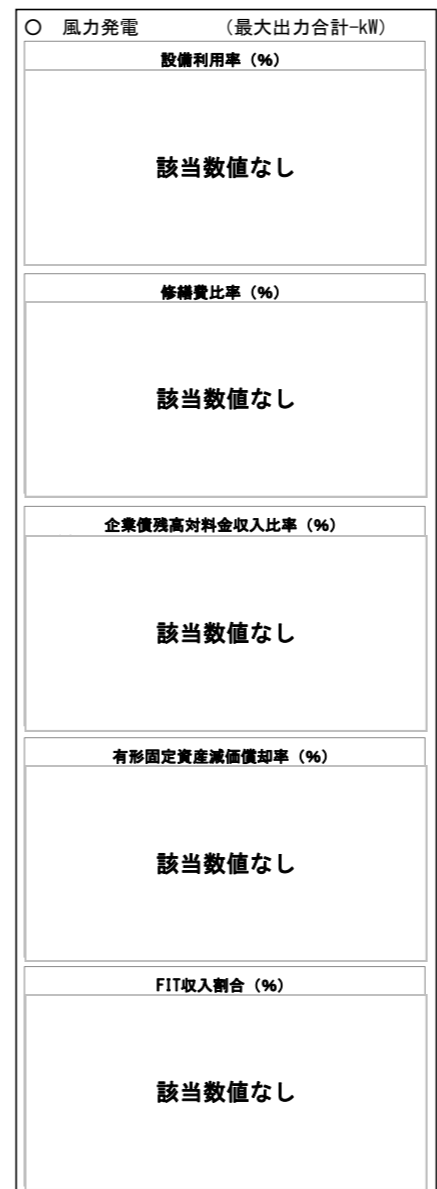 ○ 風力発電 (最大出力合計-kW)
設備利用率（%）
該当数値なし
修繕費比率（%）
該当数値なし
企業債残高対料金収入比率（%）
該当数値なし
有形固定資産減価償却率（%）
該当数値なし
FIT収入割合（%）
該当数値なし